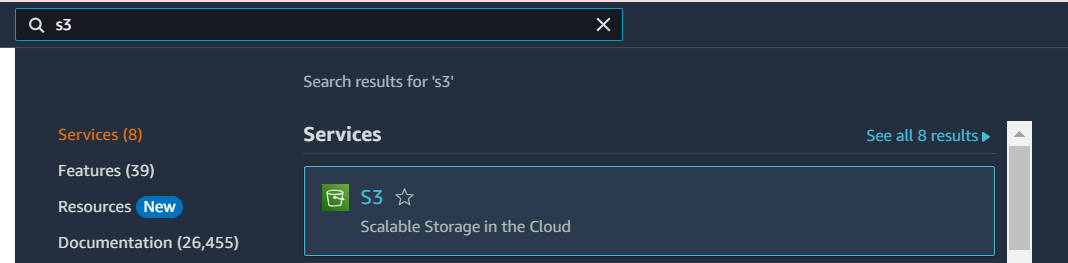 s3
Search results for 's3'
Services (8)
Features (39)
Resources New
Documentation (26,455)
Services
See all 8 results
S3
Scalable Storage in the Cloud